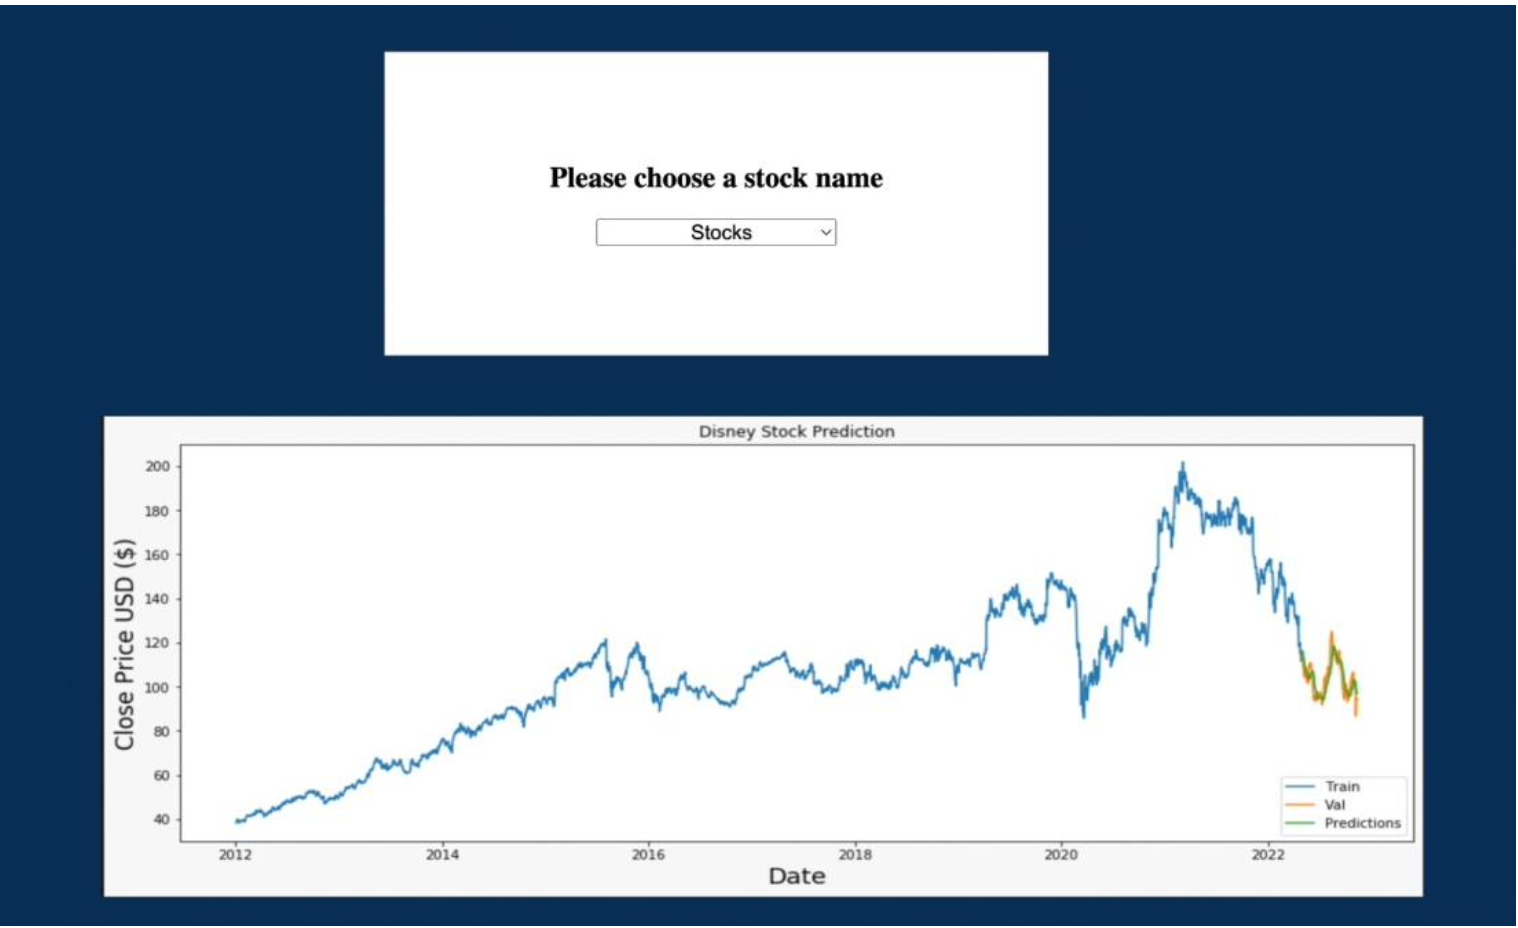 Please choose a stock name
Stocks
Disney Stock Prediction
Close Price USD ($)
200
180
160
140
120
100
80
60
40
Train
Val
Predictions
2012 2014 2016 2018 2020 2022
Date